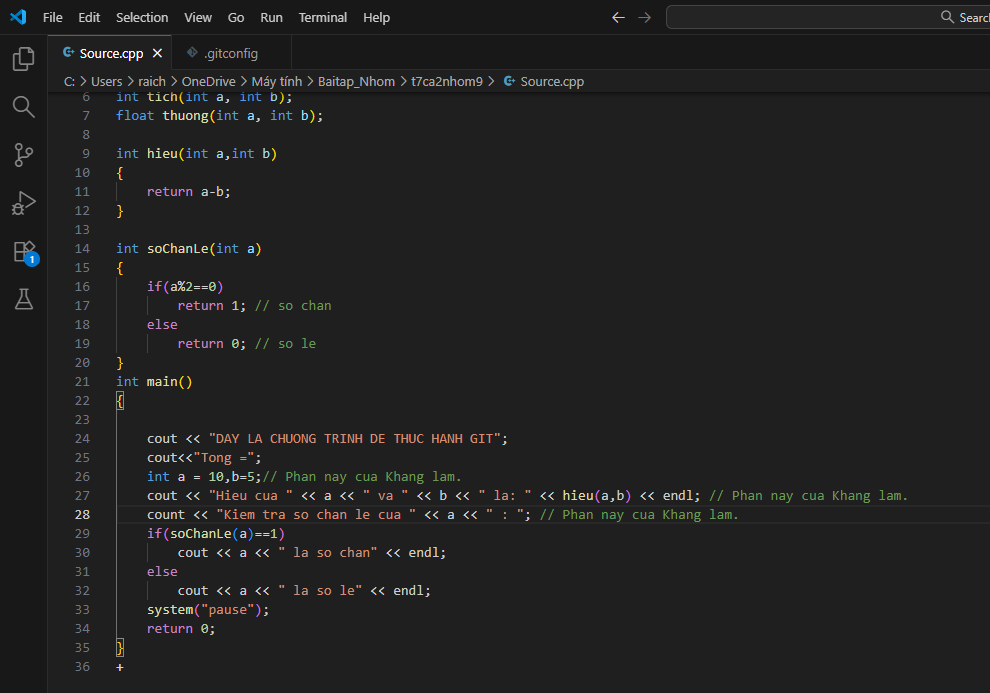 File Edit Selection View Go Run Terminal Help
Search
Source.cpp
.gitconfig
C: > Users > raich > OneDrive > Máy tính > Baitap_Nhom > t7ca2nhom9 > Source.cpp
6 int tich(int a, int b);
7 float thuong(int a, int b);
8
9 int hieu(int a,int b)
10 {
11 return a-b;
12 }
13
14 int soChanLe(int a)
15 {
16 if(a%2==0)
17 return 1; // so chan
18 else
19 return 0; // so le
20 }
21 int main()
22 {
23
24 cout << "DAY LA CHUONG TRINH DE THUC HANH GIT";
25 cout<<"Tong =";
26 int a = 10,b=5;// Phan nay cua Khang lam.
27 cout << "Hieu cua " << a << " va " << b << " la: " << hieu(a,b) << endl; // Phan nay cua Khang lam.
28 count << "Kiem tra so chan le cua " << a << " : "; // Phan nay cua Khang lam.
29 if(soChanLe(a)==1)
30 cout << a << " la so chan" << endl;
31 else
32 cout << a << " la so le" << endl;
33 system("pause");
34 return 0;
35 }
36 +
1